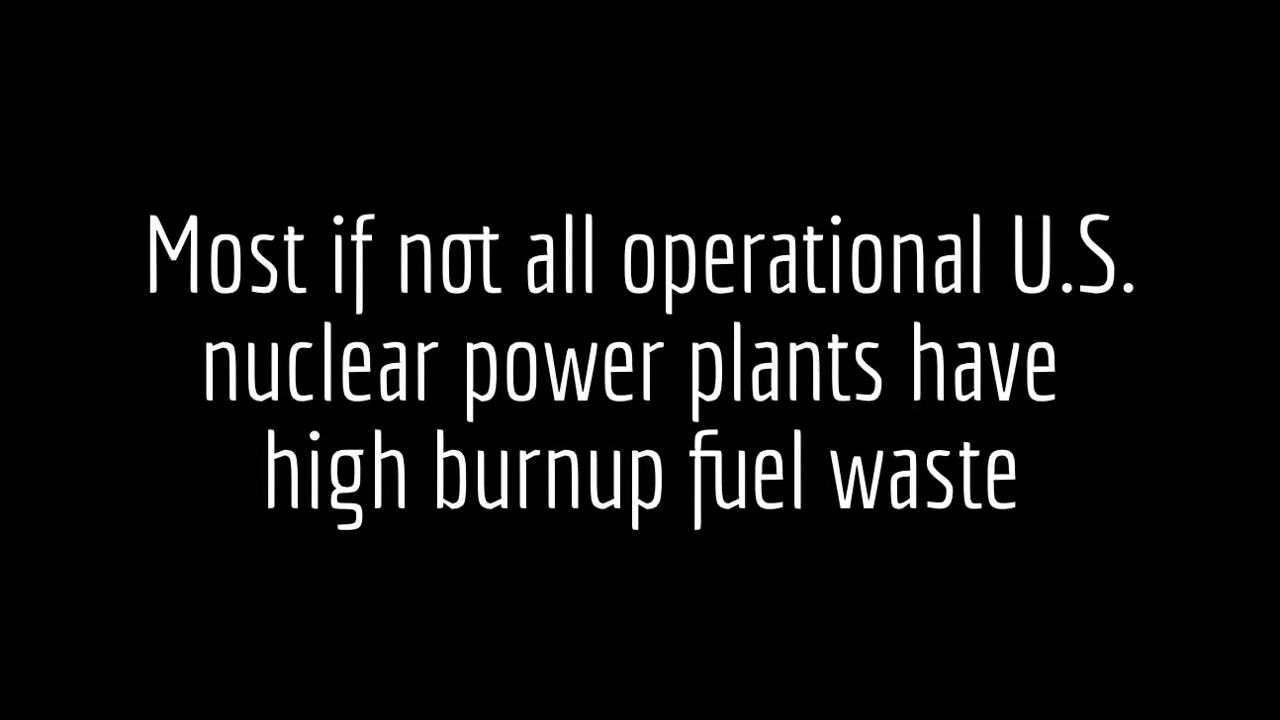 Most if not all operational U.S.
nuclear power plants have
high burnup fuel waste